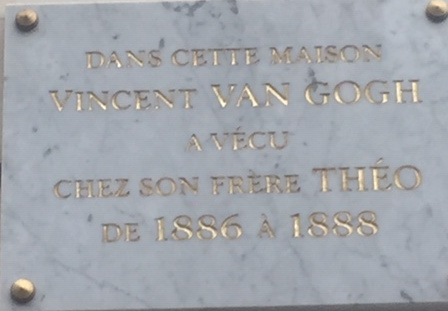 DANS CETTE MAISON
VINCENT VAN GOGH
A VÉCU
CHEZ SON FRÈRE THÉO
DE 1886 À 1888